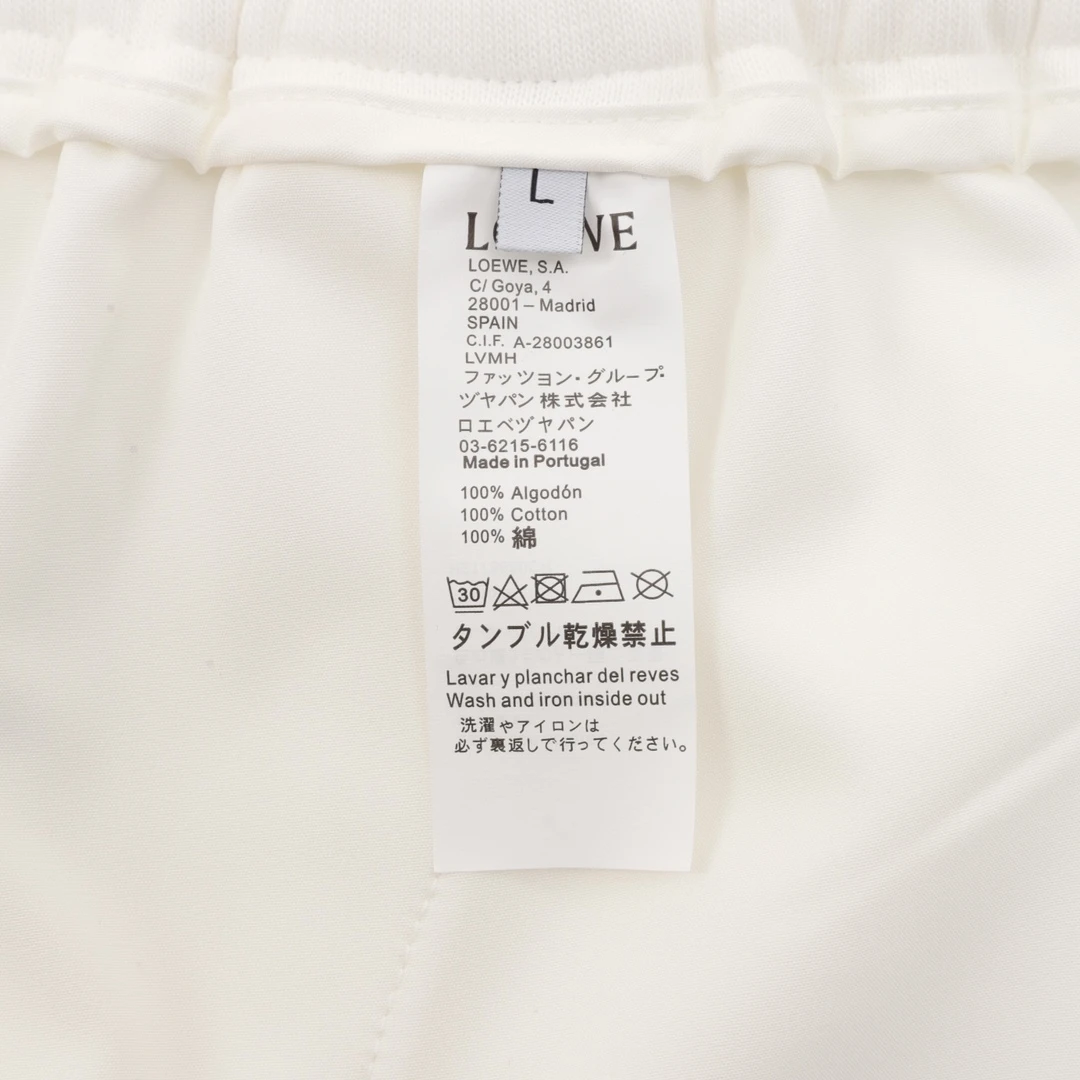 L
LOEWE
LOEWE, S.A.
C/ Goya, 4
28001 – Madrid
SPAIN
C.I.F. A-28003861
LVMH
ファッツョン・グループ
ヅャパン 株式会社
ロエベヅャパン
03-6215-6116
Made in Portugal
100% Algodón
100% Cotton
100% 綿
30
タンブル乾燥禁止
Lavar y planchar del reves
Wash and iron inside out
洗濯やアイロンは
必ず裏返しで行ってください。